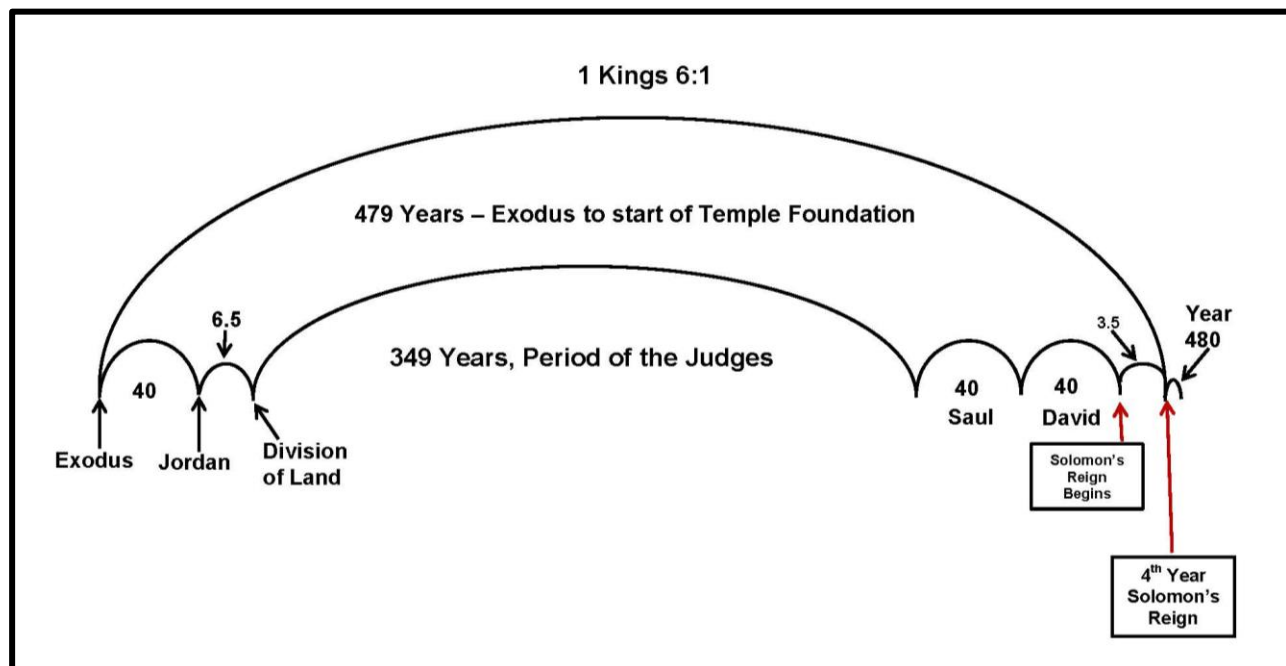 1 Kings 6:1
479 Years – Exodus to start of Temple Foundation
6.5
3.5
Year
480
349 Years, Period of the Judges
40
40
Saul
40
David
Exodus
Jordan
Division
of Land
Solomon's
Reign
Begins
4th Year
Solomon's
Reign